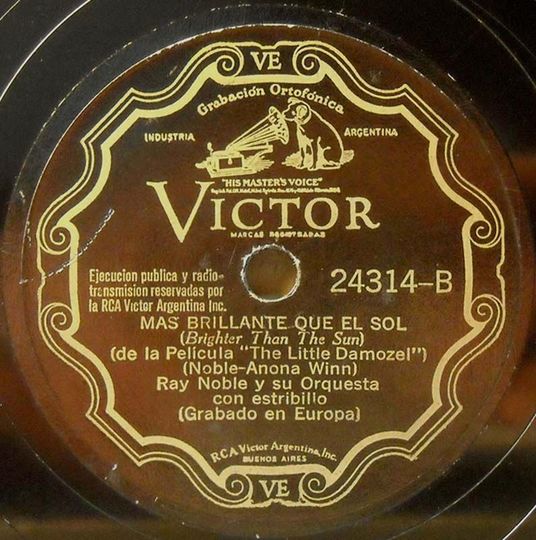 VE
Grabación Ortofónica
INDUSTRIA ARGENTINA
"HIS MASTER'S VOICE"
VICTOR
MARCAS REGISTRADAS
Ejecucion publica y radio-
transmision reservadas por
la RCA Victor Argentina Inc.
24314-B
MAS BRILLANTE QUE EL SOL
(Brighter Than The Sun)
(de la Película "The Little Damozel")
(Noble-Anona Winn)
Ray Noble y su Orquesta
con estribillo
(Grabado en Europa)
RCA Victor Argentina, Inc.
BUENOS AIRES
VE